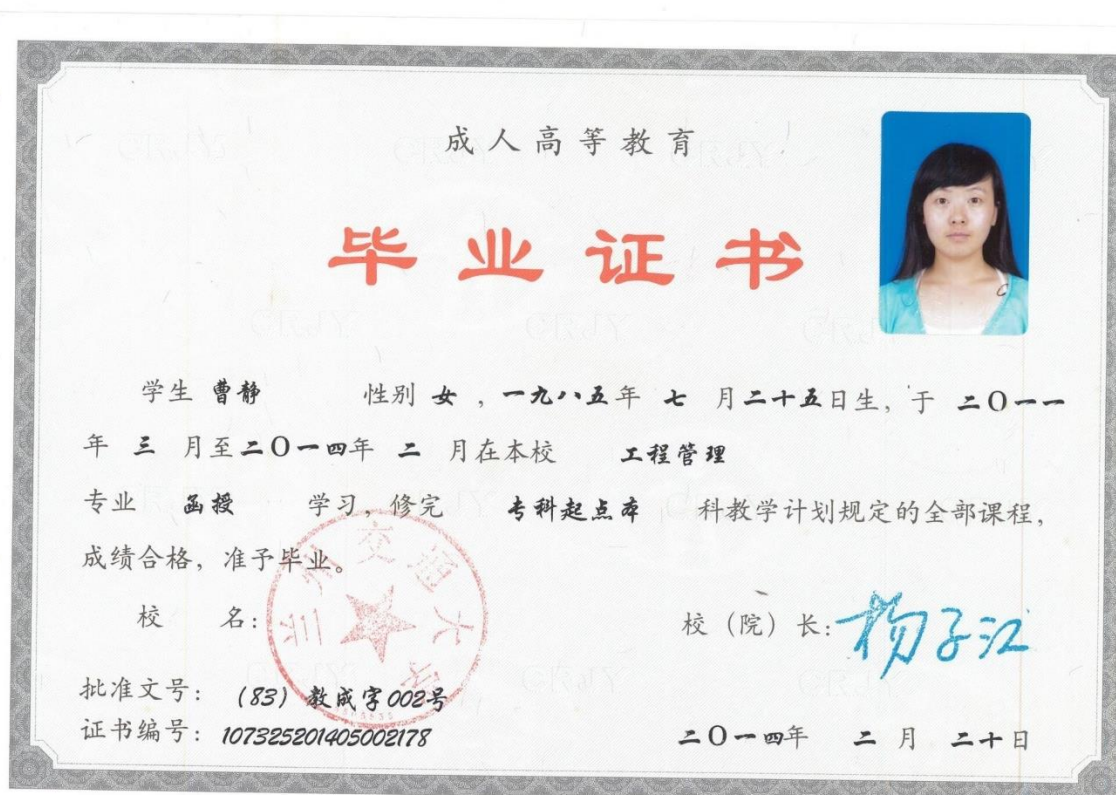 成人高等教育
毕业证书
学生 曹静 性别 女 ，一九八五年 七 月二十五日生，于 二〇一一
年 三 月至二〇一四年 二 月在本校 工程管理
专业 函授 学习，修完 专科起点本 科教学计划规定的全部课程，
成绩合格，准予毕业。
校 名： 兰州交通大学
校（院）长：杨子江
批准文号：（83）教成字002号
证书编号：107325201405002178
二〇一四年 二 月 二十日